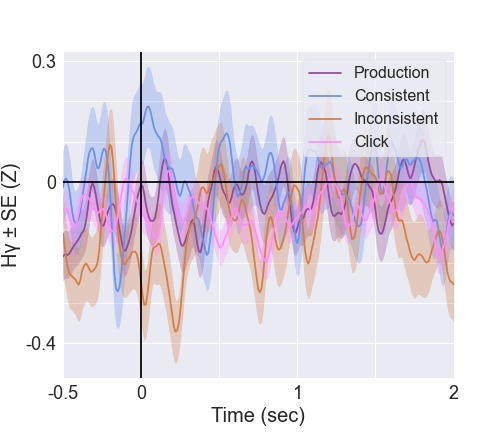 Hγ ± SE (Z)
0.3
0
-0.4
Production
Consistent
Inconsistent
Click
-0.5
0
1
2
Time (sec)